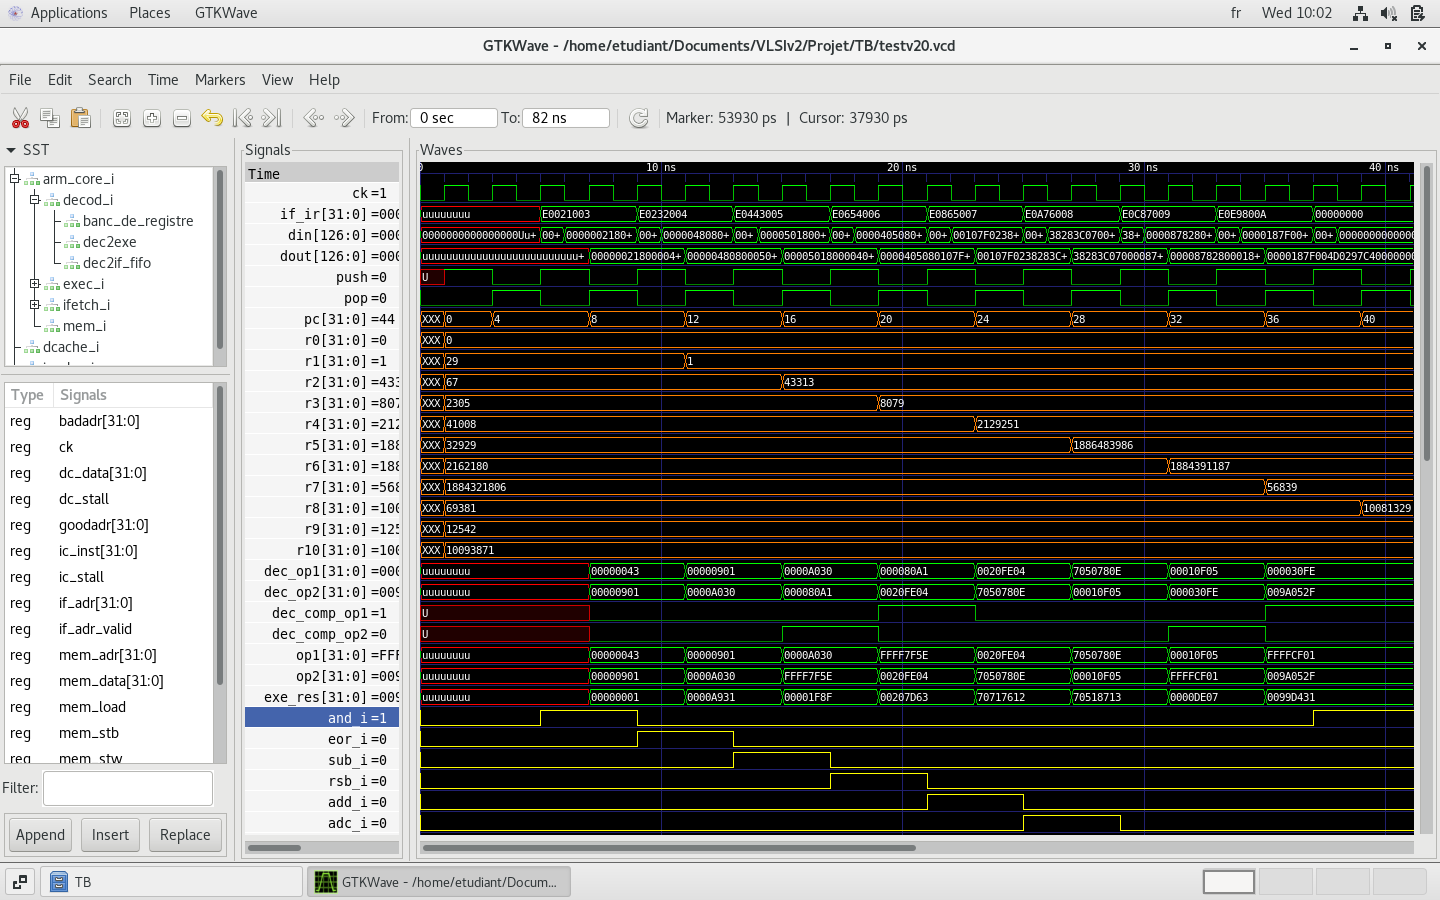 Applications Places GTKWave fr Wed 10:02
GTKWave - /home/etudiant/Documents/VLSIv2/Projet/TB/testv20.vcd
File Edit Search Time Markers View Help
From: 0 sec To: 82 ns Marker: 53930 ps | Cursor: 37930 ps
SST
arm_core_i
decod_i
banc_de_registre
dec2exe
dec2if_fifo
exec_i
ifetch_i
mem_i
dcache_i
Type Signals
reg badadr[31:0]
reg ck
reg dc_data[31:0]
reg dc_stall
reg goodadr[31:0]
reg ic_inst[31:0]
reg ic_stall
reg if_adr[31:0]
reg if_adr_valid
reg mem_adr[31:0]
reg mem_data[31:0]
reg mem_load
reg mem_stb
reg mem_stw
Filter:
Append Insert Replace
Signals
Time
ck=1
if_ir[31:0]=000
din[126:0]=000
dout[126:0]=000
push=0
pop=0
pc[31:0]=44
r0[31:0]=0
r1[31:0]=1
r2[31:0]=433
r3[31:0]=807
r4[31:0]=212
r5[31:0]=188
r6[31:0]=188
r7[31:0]=568
r8[31:0]=100
r9[31:0]=125
r10[31:0]=100
dec_op1[31:0]=000
dec_op2[31:0]=009
dec_comp_op1=1
dec_comp_op2=0
op1[31:0]=FFF
op2[31:0]=009
exe_res[31:0]=009
and_i=1
eor_i=0
sub_i=0
rsb_i=0
add_i=0
adc_i=0
Waves
0 10 ns 20 ns 30 ns 40 ns
uuuuuuuu E0021003 E0232004 E0443005 E0654006 E0865007 E0A76008 E0C87009 E0E9800A 00000000
0000000000000000Uu+ 00+ 0000002180+ 00+ 0000048080+ 00+ 0000501800+ 00+ 0000405080+ 00+ 00107F0238+ 00+ 38283C0700+ 38+ 0000878280+ 00+ 0000187F00+ 00+ 0000000000000
uuuuuuuuuuuuuuuuuuuuuuuuuu+ 00000021800004+ 00000480800050+ 00005018000040+ 0000405080107F+ 00107F0238283C+ 38283C07000087+ 00008782800018+ 0000187F004D0297C40000000
U
XXX 0 4 8 12 16 20 24 28 32 36 40
XXX 0
XXX 29 1
XXX 67 43313
XXX 2305 8079
XXX 41008 2129251
XXX 32929 1886483986
XXX 2162180 1884391187
XXX 1884321806 56839
XXX 69381 10081329
XXX 12542
XXX 10093871
uuuuuuuu 00000043 00000901 0000A030 000080A1 0020FE04 7050780E 00010F05 000030FE
uuuuuuuu 00000901 0000A030 000080A1 0020FE04 7050780E 00010F05 000030FE 009A052F
U
U
uuuuuuuu 00000043 00000901 0000A030 FFFF7F5E 0020FE04 7050780E 00010F05 FFFFCF01
uuuuuuuu 00000901 0000A030 FFFF7F5E 0020FE04 7050780E 00010F05 FFFFCF01 009A052F
uuuuuuuu 00000001 0000A931 00001F8F 00207D63 70717612 70518713 0000DE07 0099D431
TB
GTKWave - /home/etudiant/Docum...